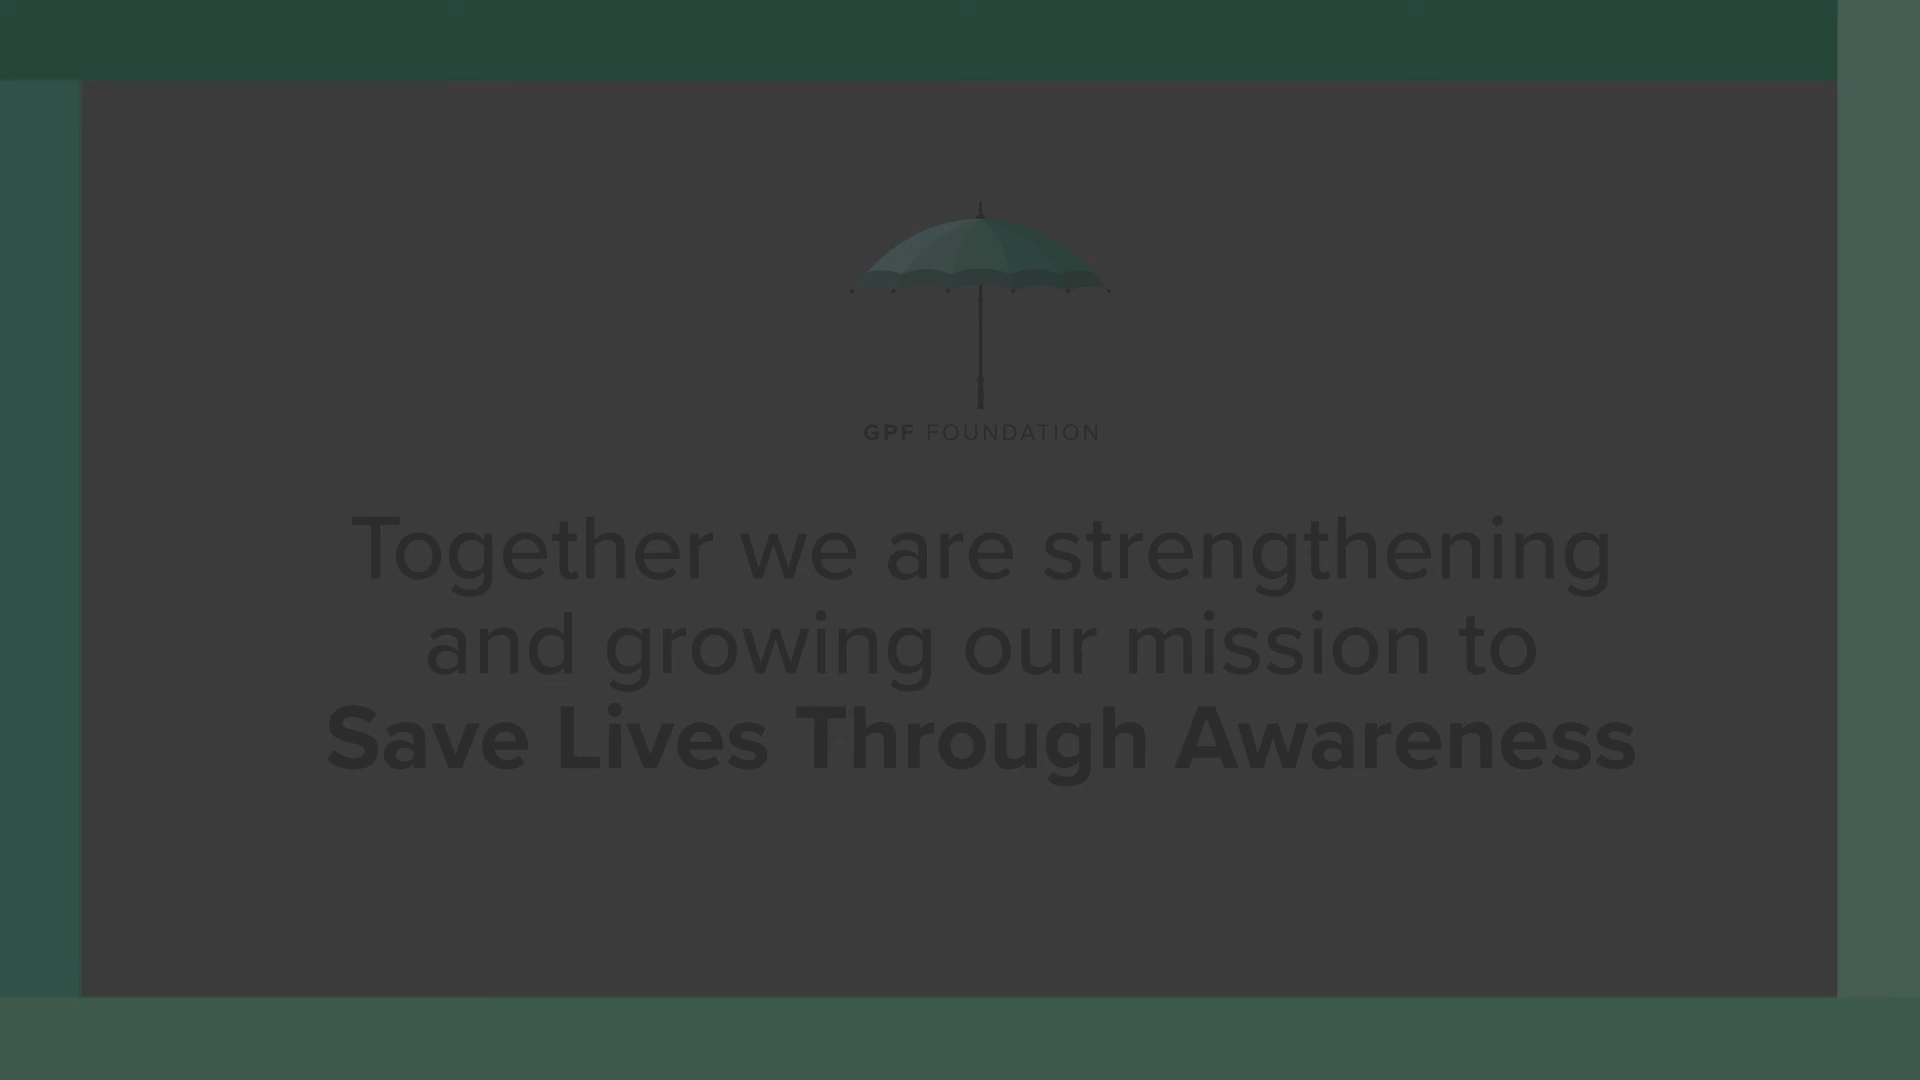 GPF FOUNDATION
Together we are strengthening
and growing our mission to
Save Lives Through Awareness